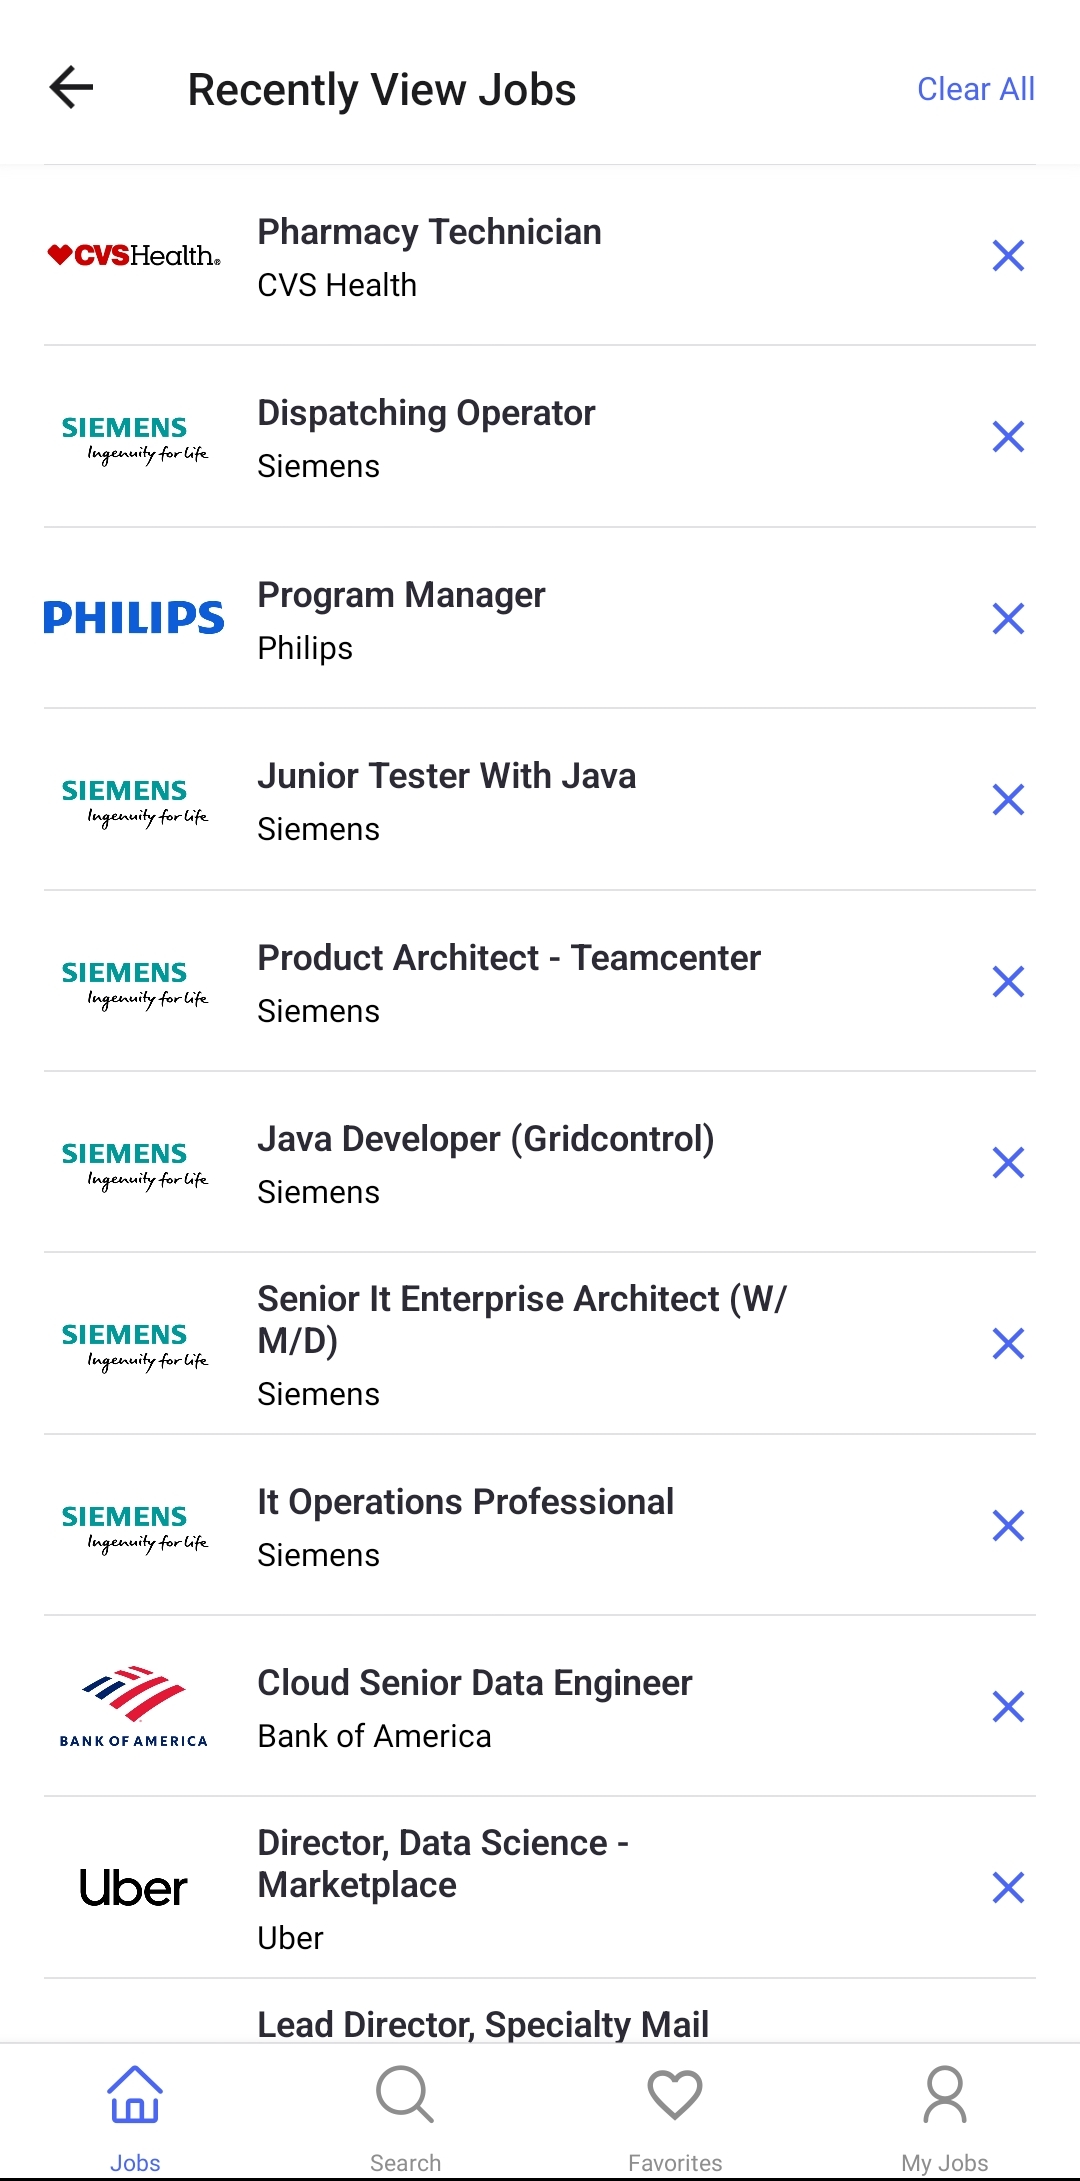 Recently View Jobs
Clear All
CVSHealth®
Pharmacy Technician
CVS Health
SIEMENS
Ingenuity for life
Dispatching Operator
Siemens
PHILIPS
Program Manager
Philips
SIEMENS
Ingenuity for life
Junior Tester With Java
Siemens
SIEMENS
Ingenuity for life
Product Architect - Teamcenter
Siemens
SIEMENS
Ingenuity for life
Java Developer (Gridcontrol)
Siemens
SIEMENS
Ingenuity for life
Senior It Enterprise Architect (W/
M/D)
Siemens
SIEMENS
Ingenuity for life
It Operations Professional
Siemens
BANK OF AMERICA
Cloud Senior Data Engineer
Bank of America
Uber
Director, Data Science -
Marketplace
Uber
Lead Director, Specialty Mail
Jobs
Search
Favorites
My Jobs